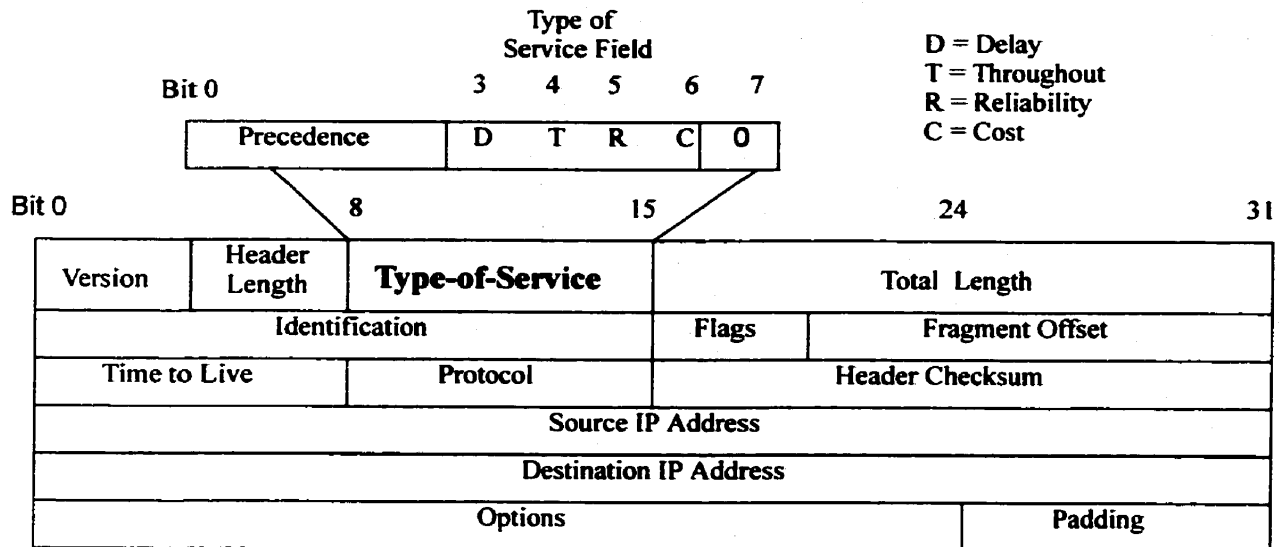 Type of
Service Field
D = Delay
T = Throughout
R = Reliability
C = Cost
Bit 0 3 4 5 6 7
Precedence D T R C 0
Bit 0 8 15 24 31
Version Header Length Type-of-Service Total Length
Identification Flags Fragment Offset
Time to Live Protocol Header Checksum
Source IP Address
Destination IP Address
Options Padding